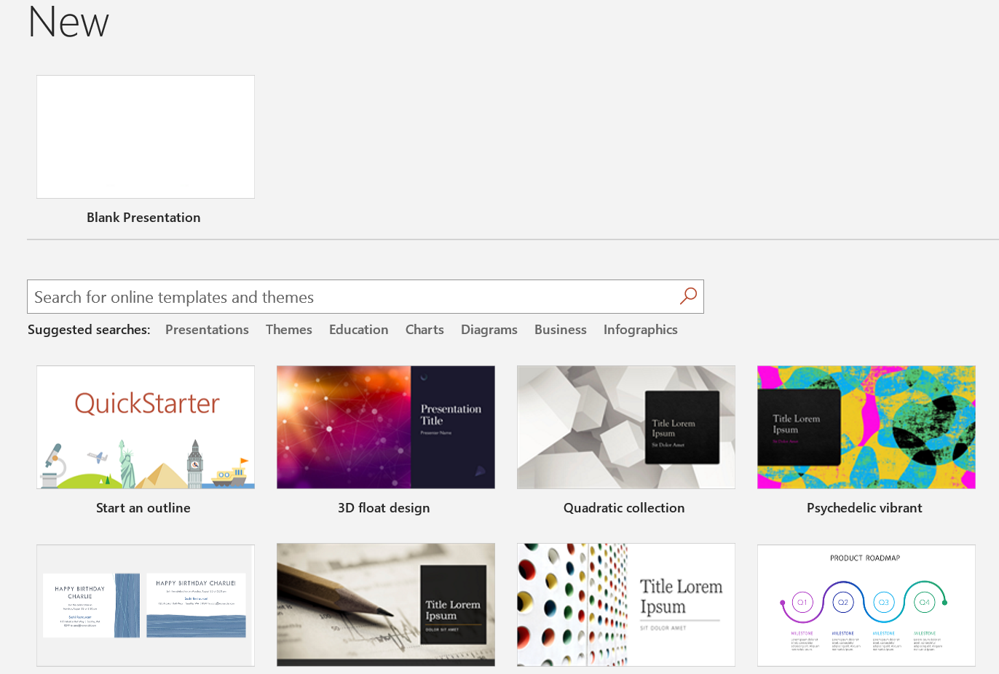 New
Blank Presentation
Search for online templates and themes
Suggested searches: Presentations Themes Education Charts Diagrams Business Infographics
QuickStarter
Presentation
Title
Presenter Name
Title Lorem
Ipsum
Sit Dolor Amet
Title Lorem
Ipsum
Sit Dolor Amet
Start an outline
3D float design
Quadratic collection
Psychedelic vibrant
HAPPY BIRTHDAY
CHARLIE
HAPPY BIRTHDAY CHARLIE!
Title Lorem
Ipsum
DOLOR SIT AMET
Title Lorem
Ipsum
SIT DOLOR AMET
PRODUCT ROADMAP
Q1 Q2 Q3 Q4
MILESTONE MILESTONE MILESTONE MILESTONE